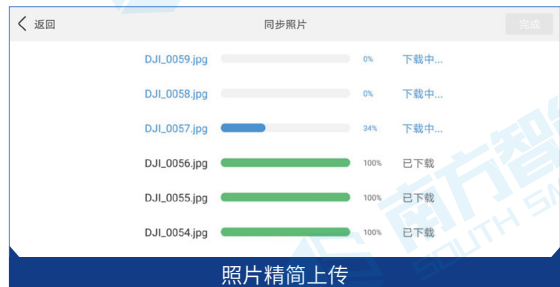 返回 同步照片 完成
DJI_0059.jpg 0% 下载中...
DJI_0058.jpg 0% 下载中...
DJI_0057.jpg 34% 下载中...
DJI_0056.jpg 100% 已下载
DJI_0055.jpg 100% 已下载
DJI_0054.jpg 100% 已下载
照片精简上传